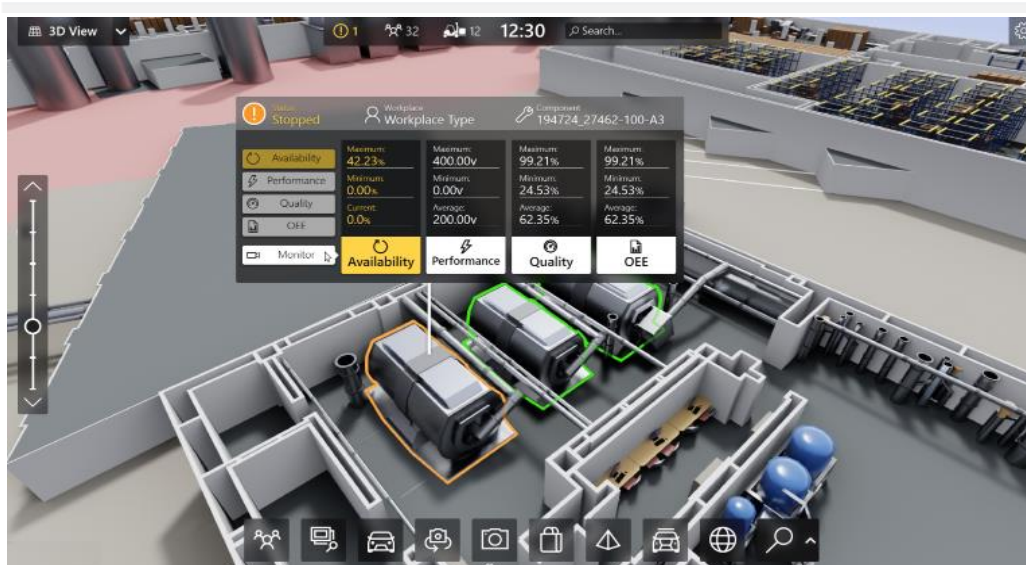 3D View
1
32
12
12:30
Search...
Status
Stopped
Workplace
Workplace Type
Component
194724_27462-100-A3
Availability
Performance
Quality
OEE
Monitor
Maximum:
42.23%
Minimum:
0.00%
Current:
0.0%
Availability
Maximum:
400.00v
Minimum:
0.00v
Average:
200.00v
Performance
Maximum:
99.21%
Minimum:
24.53%
Average:
62.35%
Quality
Maximum:
99.21%
Minimum:
24.53%
Average:
62.35%
OEE